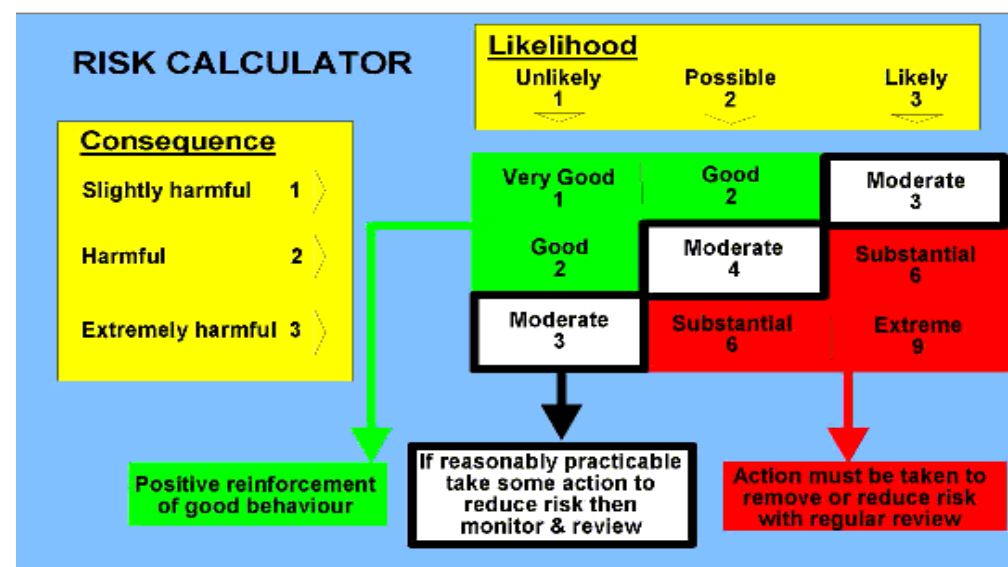 RISK CALCULATOR
Likelihood
Unlikely Possible Likely
1 2 3
Consequence
Slightly harmful 1
Harmful 2
Extremely harmful 3
Very Good Good Moderate
1 2 3
Good Moderate Substantial
2 4 6
Moderate Substantial Extreme
3 6 9
Positive reinforcement
of good behaviour
If reasonably practicable
take some action to
reduce risk then
monitor & review
Action must be taken to
remove or reduce risk
with regular review